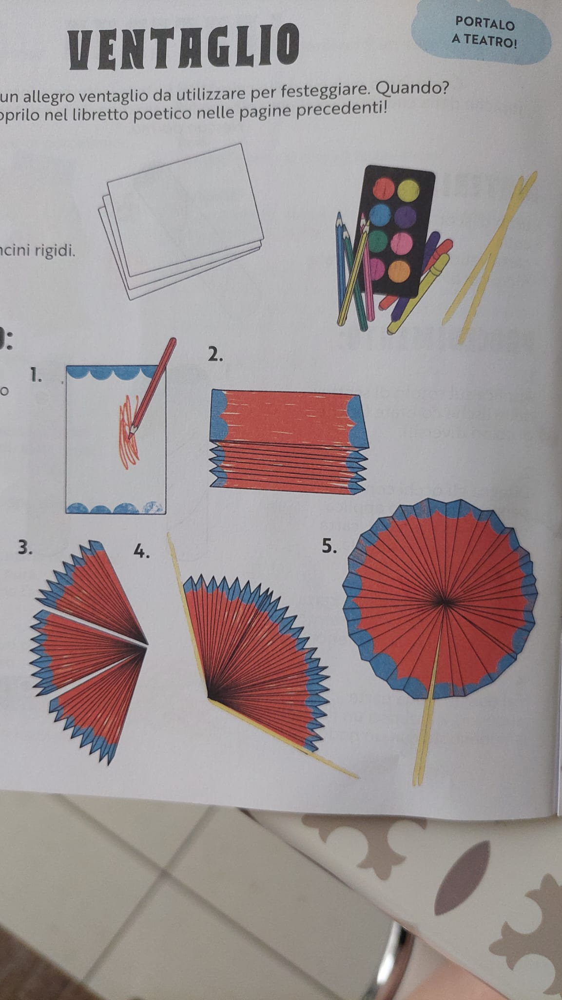 VENTAGLIO
PORTALO
A TEATRO!
un allegro ventaglio da utilizzare per festeggiare. Quando?
oprilo nel libretto poetico nelle pagine precedenti!
ncini rigidi.
:
1.
2.
o
3.
4.
5.